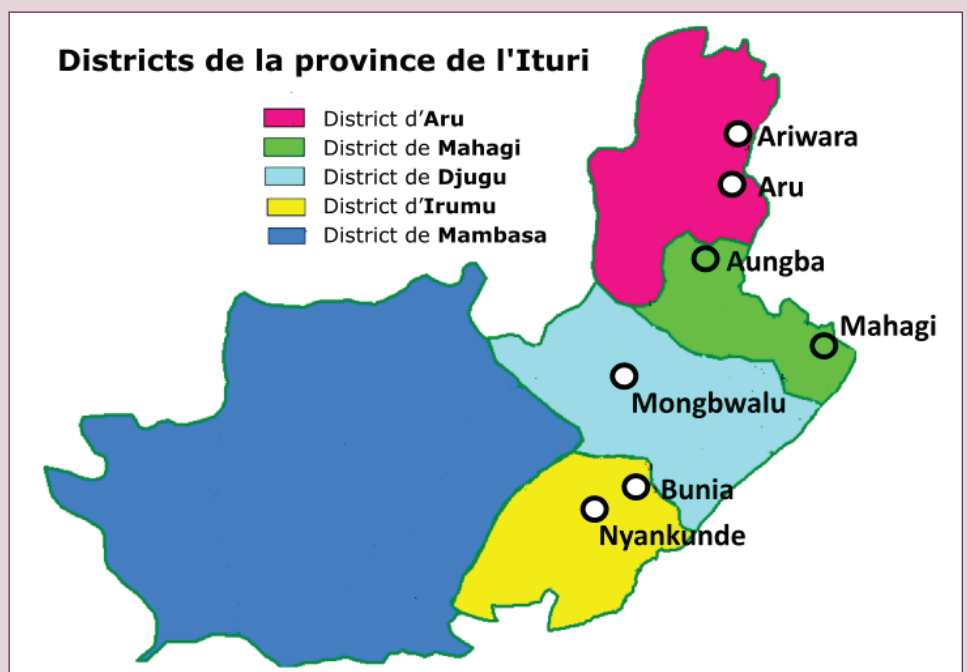 Districts de la province de l'Ituri
District d'Aru
District de Mahagi
District de Djugu
District d'Irumu
District de Mambasa
Ariwara
Aru
Aungba
Mahagi
Mongbwalu
Bunia
Nyankunde